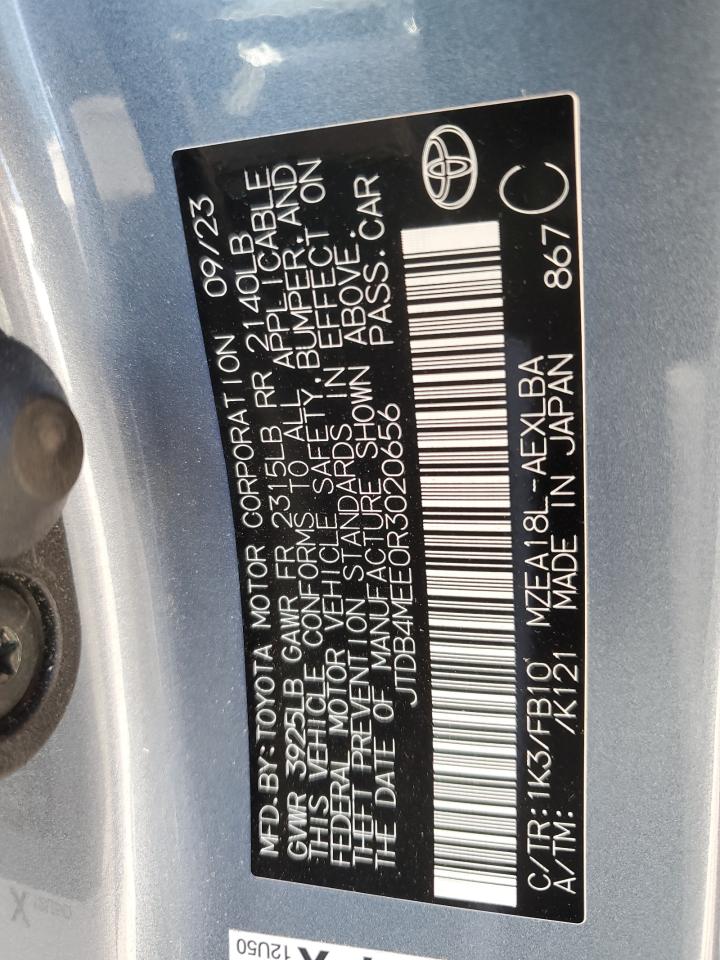 MFD.BY:TOYOTA MOTOR CORPORATION 09/23
GVWR 3925LB GAWR FR 2315LB RR 2140LB
THIS VEHICLE CONFORMS TO ALL APPLICABLE
FEDERAL MOTOR VEHICLE SAFETY, BUMPER, AND
THEFT PREVENTION STANDARDS IN EFFECT ON
THE DATE OF MANUFACTURE SHOWN ABOVE.
JTDB4MEE0R3020656 PASS.CAR
C/TR:1K3/FB10 MZEA18L-AEXLBA 867 C
A/TM: /K121 MADE IN JAPAN
X
12U50